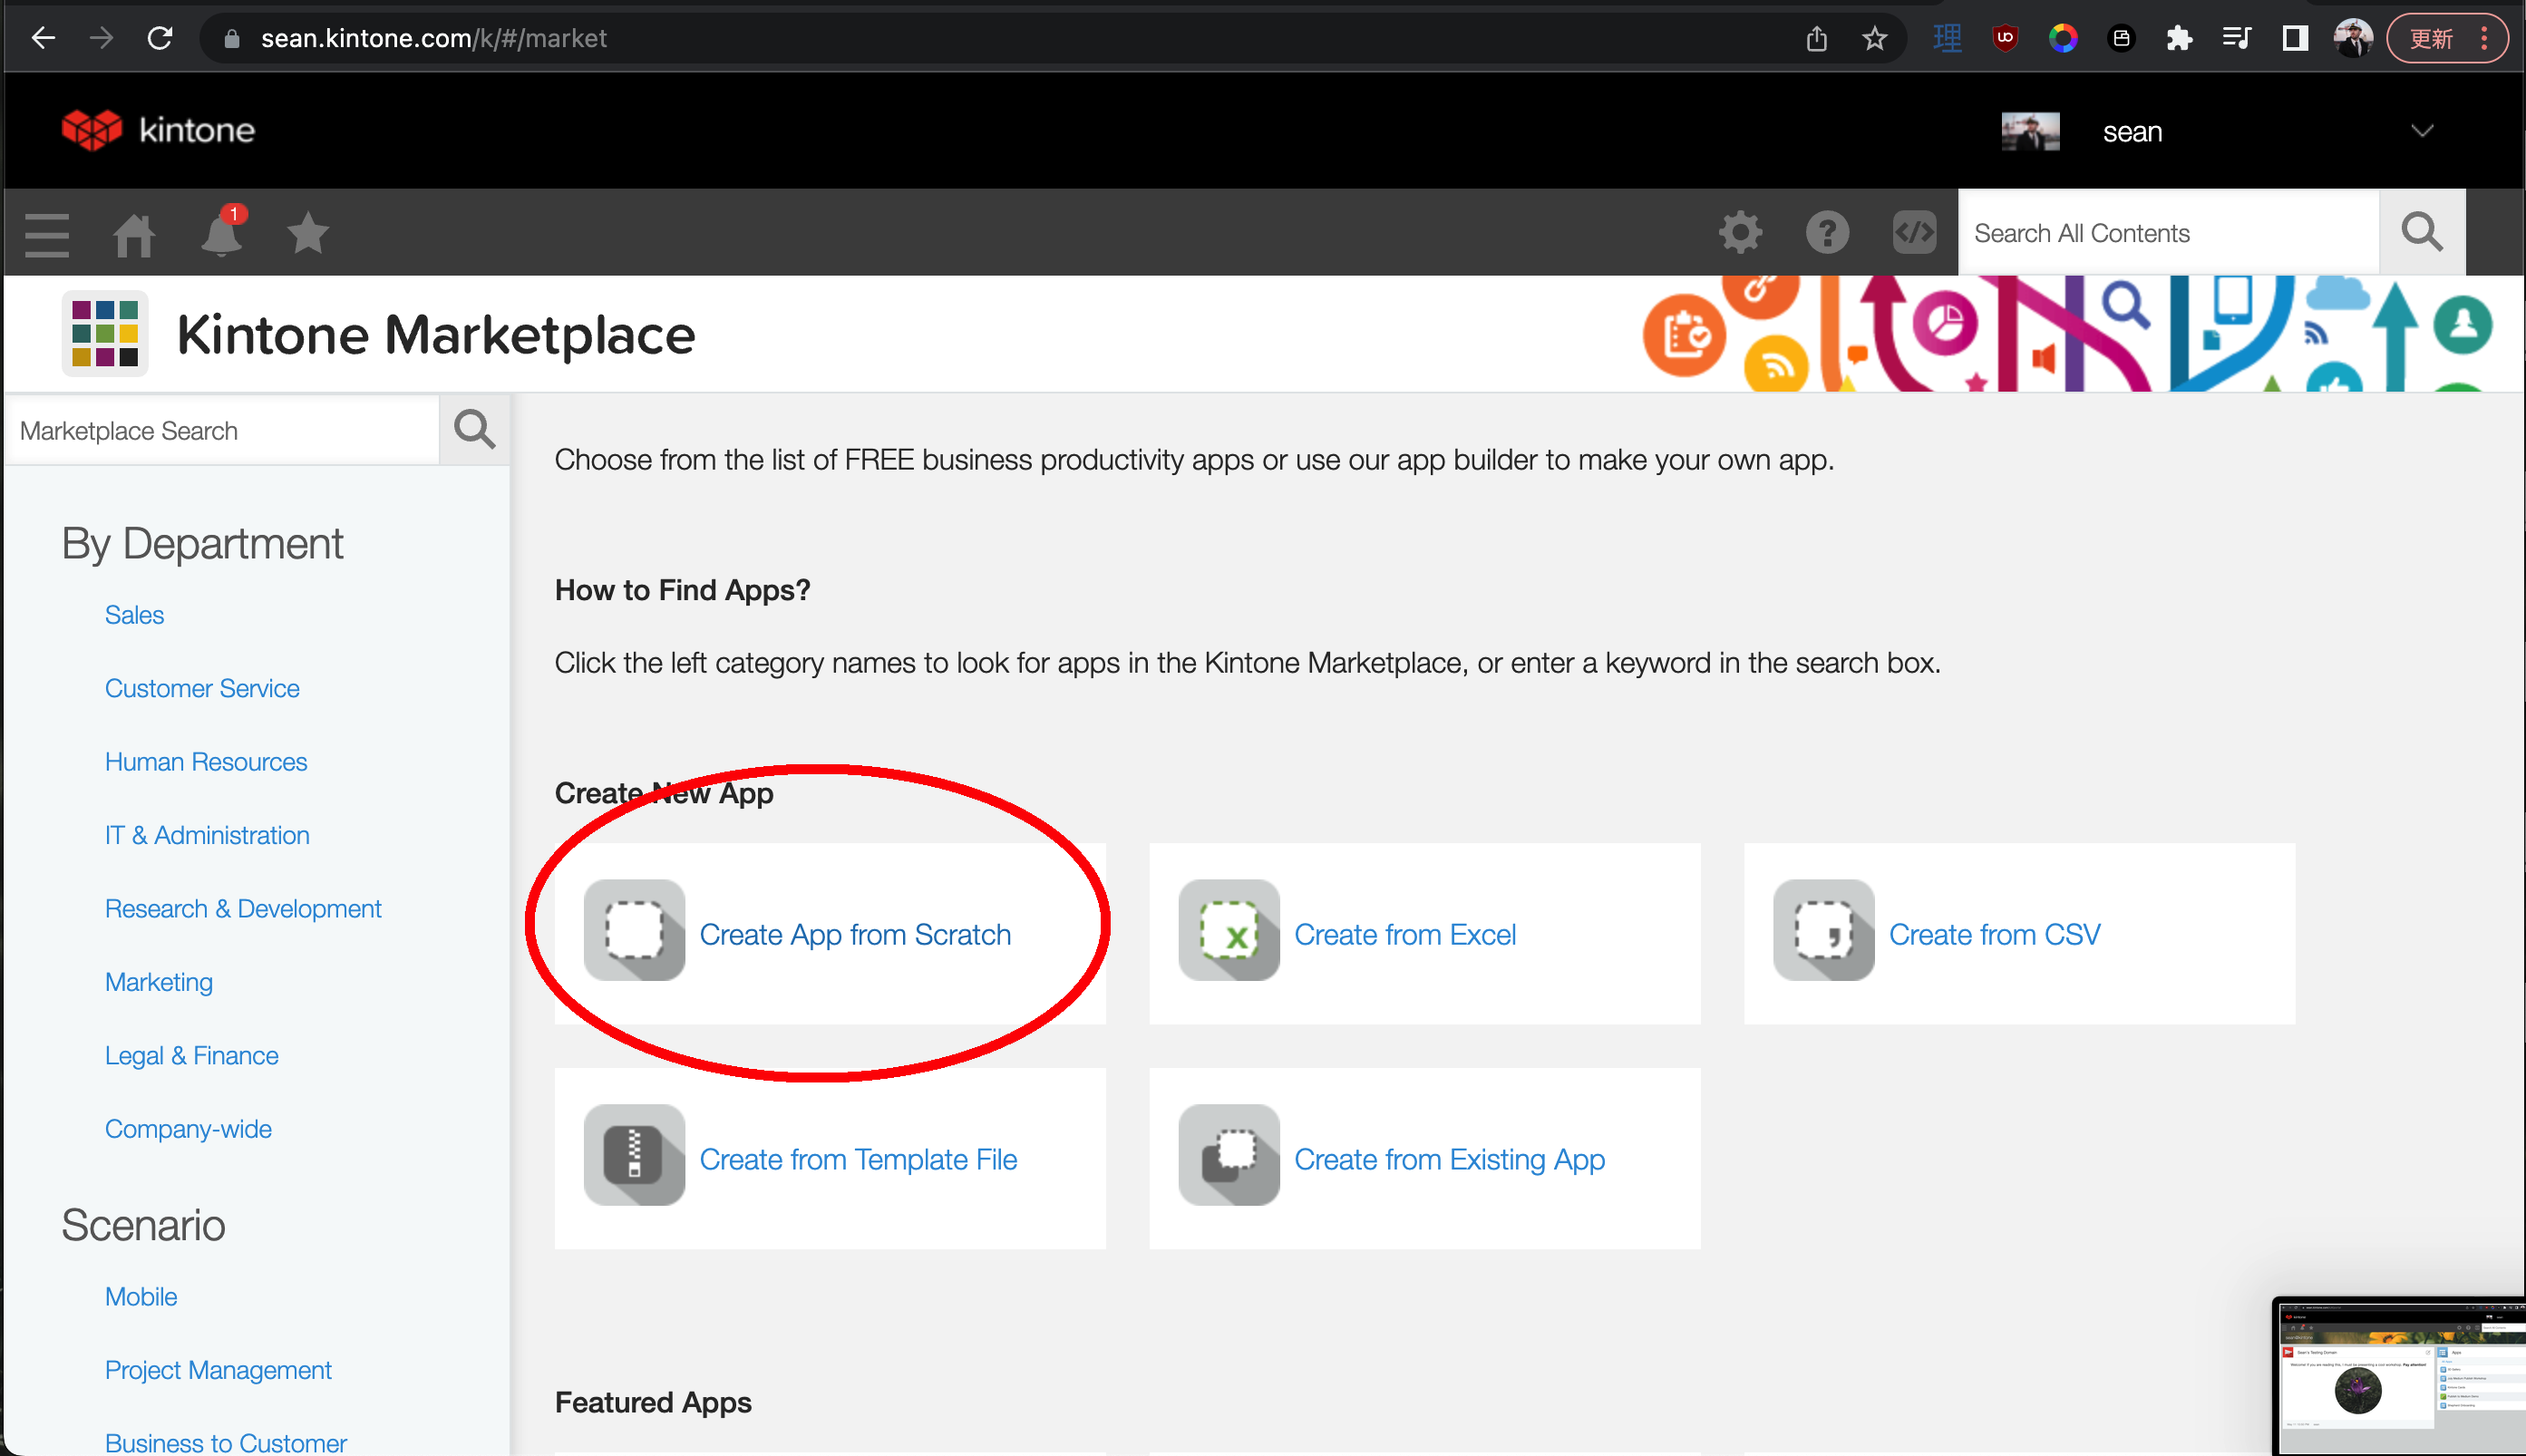 sean.kintone.com/k/#/market
理
更新
kintone
sean
1
Search All Contents
Kintone Marketplace
Marketplace Search
Choose from the list of FREE business productivity apps or use our app builder to make your own app.
By Department
How to Find Apps?
Sales
Click the left category names to look for apps in the Kintone Marketplace, or enter a keyword in the search box.
Customer Service
Human Resources
IT & Administration
Research & Development
Marketing
Legal & Finance
Company-wide
Create New App
Create App from Scratch
Create from Excel
Create from CSV
Create from Template File
Create from Existing App
Scenario
Mobile
Project Management
Business to Customer
Featured Apps